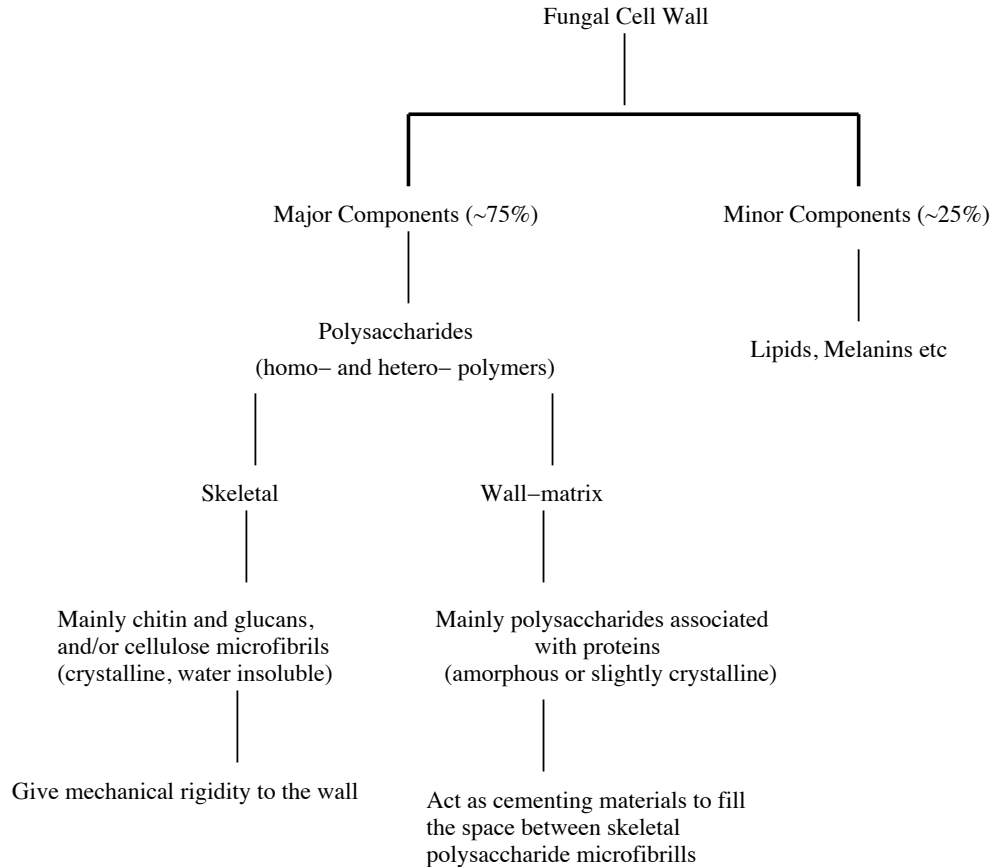 Fungal Cell Wall
Major Components (~75%)
Minor Components (~25%)
Polysaccharides
(homo− and hetero− polymers)
Lipids, Melanins etc
Skeletal
Wall−matrix
Mainly chitin and glucans,
and/or cellulose microfibrils
(crystalline, water insoluble)
Mainly polysaccharides associated
with proteins
(amorphous or slightly crystalline)
Give mechanical rigidity to the wall
Act as cementing materials to fill
the space between skeletal
polysaccharide microfibrills